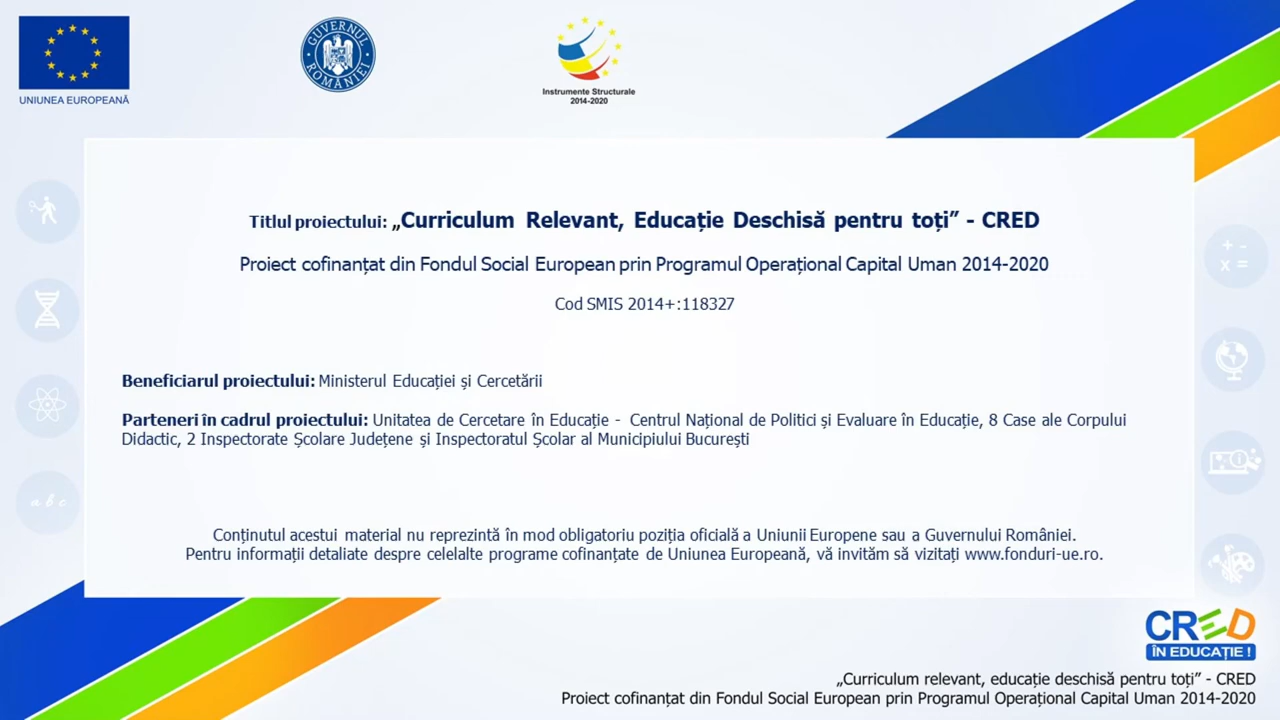 UNIUNEA EUROPEANĂ
GUVERNUL ROMÂNIEI
Instrumente Structurale
2014-2020
Titlul proiectului: „Curriculum Relevant, Educație Deschisă pentru toți” - CRED
Proiect cofinanțat din Fondul Social European prin Programul Operațional Capital Uman 2014-2020
Cod SMIS 2014+:118327
Beneficiarul proiectului: Ministerul Educației și Cercetării
Parteneri în cadrul proiectului: Unitatea de Cercetare în Educație - Centrul Național de Politici și Evaluare în Educație, 8 Case ale Corpului
Didactic, 2 Inspectorate Școlare Județene și Inspectoratul Școlar al Municipiului București
Conținutul acestui material nu reprezintă în mod obligatoriu poziția oficială a Uniunii Europene sau a Guvernului României.
Pentru informații detaliate despre celelalte programe cofinanțate de Uniunea Europeană, vă invităm să vizitați www.fonduri-ue.ro.
a b c
+ -
x =
CRED
ÎN EDUCAȚIE !
„Curriculum relevant, educație deschisă pentru toți” - CRED
Proiect cofinanțat din Fondul Social European prin Programul Operațional Capital Uman 2014-2020